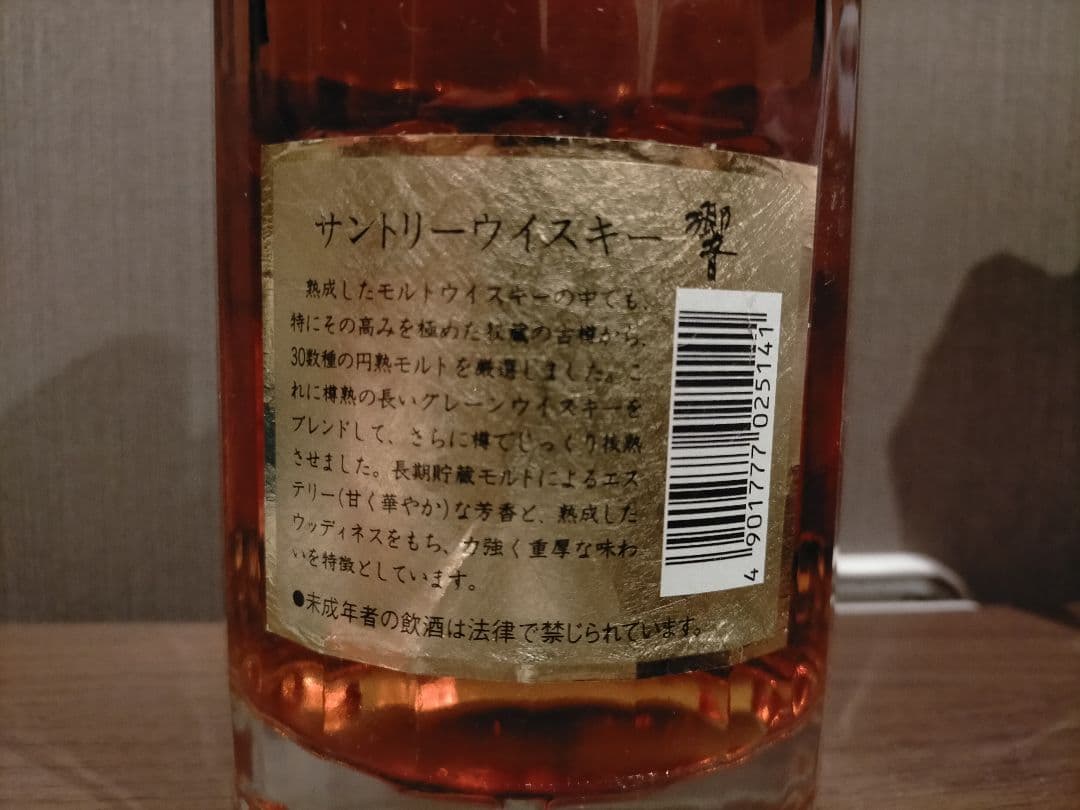 サントリーウイスキー 響
熟成したモルトウイスキーの中でも、
特にその高みを極めた秘蔵の古樽から、
30数種の円熟モルトを厳選しました。こ
れに樽熟の長いグレーンウイスキーを
ブレンドして、さらに樽でじっくり後熟
させました。長期貯蔵モルトによるエス
テリー(甘く華やか)な芳香と、熟成した
ウッディネスをもち、力強く重厚な味わ
いを特徴としています。
●未成年者の飲酒は法律で禁じられています。
4 901777 025141